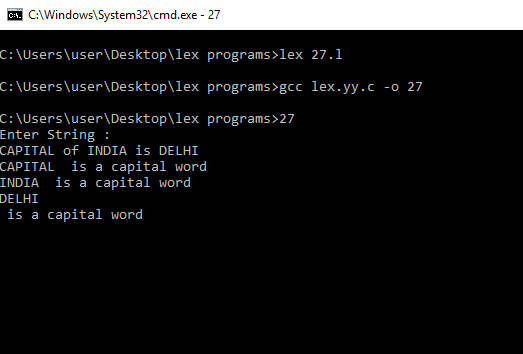 C:\Windows\System32\cmd.exe - 27
C:\Users\user\Desktop\lex programs>lex 27.l
C:\Users\user\Desktop\lex programs>gcc lex.yy.c -o 27
C:\Users\user\Desktop\lex programs>27
Enter String :
CAPITAL of INDIA is DELHI
CAPITAL  is a capital word
INDIA  is a capital word
DELHI
 is a capital word